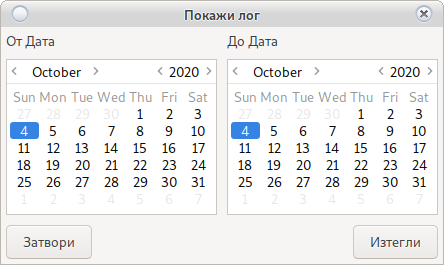 Покажи лог
От Дата До Дата
October 2020 October 2020
Sun Mon Tue Wed Thu Fri Sat Sun Mon Tue Wed Thu Fri Sat
27 28 29 30 1 2 3 27 28 29 30 1 2 3
4 5 6 7 8 9 10 4 5 6 7 8 9 10
11 12 13 14 15 16 17 11 12 13 14 15 16 17
18 19 20 21 22 23 24 18 19 20 21 22 23 24
25 26 27 28 29 30 31 25 26 27 28 29 30 31
1 2 3 4 5 6 7 1 2 3 4 5 6 7
Затвори Изтегли